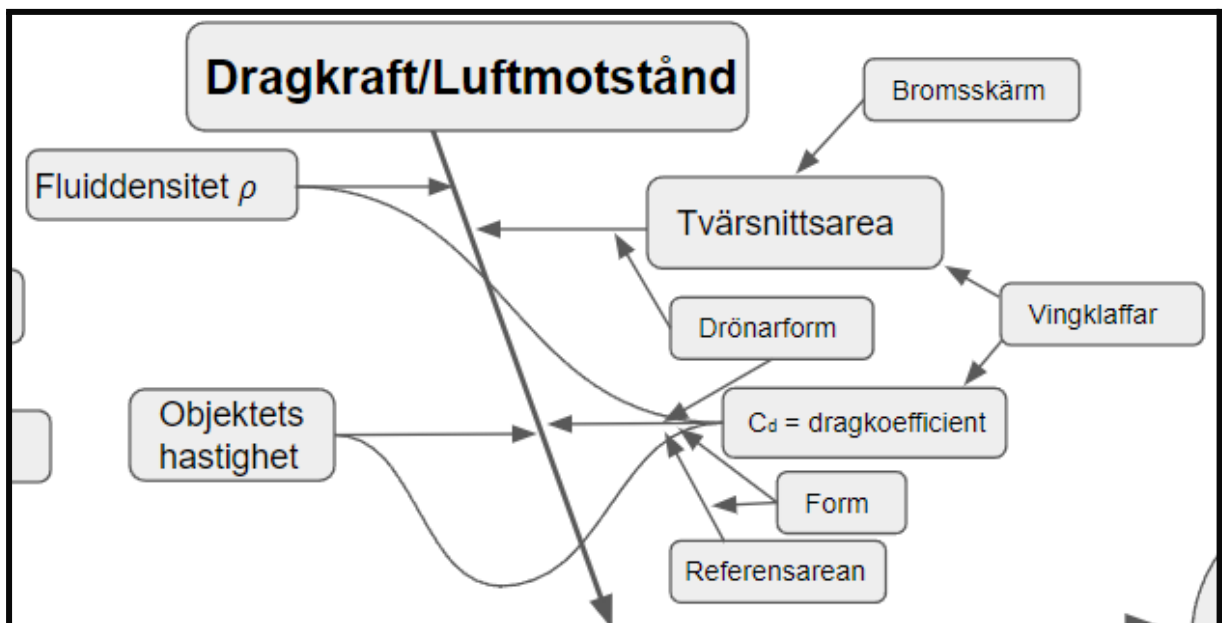 Dragkraft/Luftmotstånd
Bromsskärm
Fluiddensitet ρ
Tvärsnittsarea
Drönarform
Vingklaffar
Objektets
hastighet
Cd = dragkoefficient
Form
Referensarean